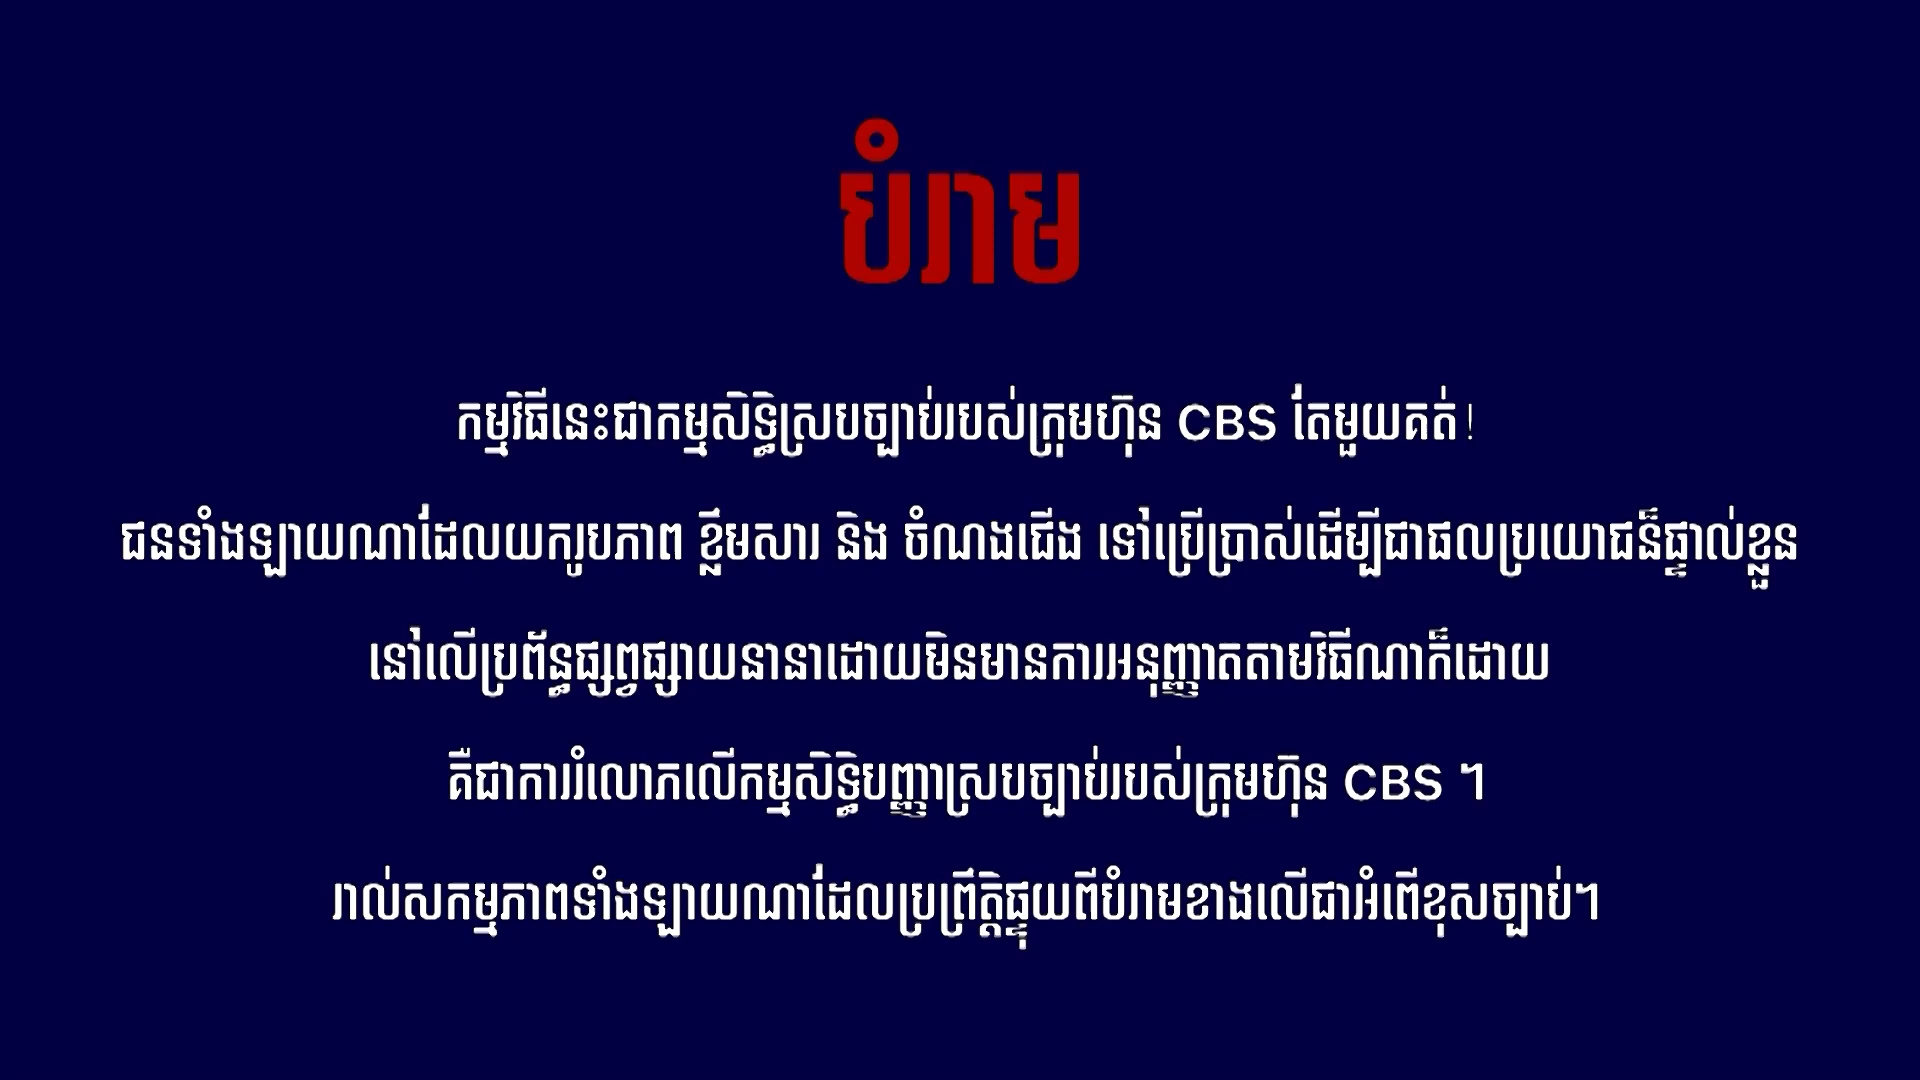 បំរាម
កម្មវិធីនេះជាកម្មសិទ្ធិស្របច្បាប់របស់ក្រុមហ៊ុន CBS តែមួយគត់!
ជនទាំងឡាយណាដែលយករូបភាព ខ្លឹមសារ និង ចំណងជើង ទៅប្រើប្រាស់ដើម្បីជាផលប្រយោជន៏ផ្ទាល់ខ្លួន
នៅលើប្រព័ន្ធផ្សព្វផ្សាយនានាដោយមិនមានការអនុញ្ញាតតាមវិធីណាក៏ដោយ
គឺជាការរំលោភលើកម្មសិទ្ធិបញ្ញាស្របច្បាប់របស់ក្រុមហ៊ុន CBS ។
រាល់សកម្មភាពទាំងឡាយណាដែលប្រព្រឹត្តិផ្ទុយពីបំរាមខាងលើជាអំពើខុសច្បាប់។